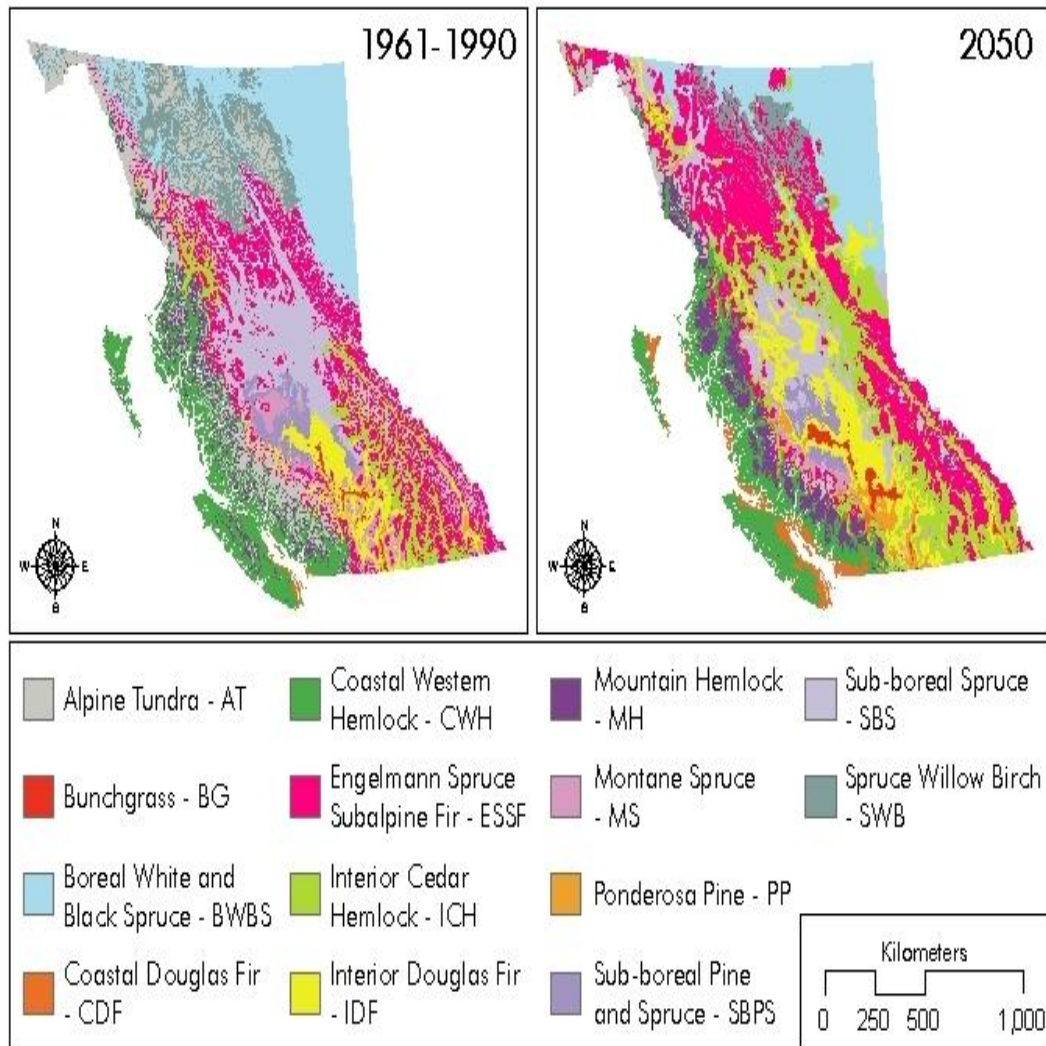 1961-1990
2050
N
W E
S
N
W E
S
Alpine Tundra - AT
Bunchgrass - BG
Boreal White and
Black Spruce - BWBS
Coastal Douglas Fir
- CDF
Coastal Western
Hemlock - CWH
Engelmann Spruce
Subalpine Fir - ESSF
Interior Cedar
Hemlock - ICH
Interior Douglas Fir
- IDF
Mountain Hemlock
- MH
Montane Spruce
- MS
Ponderosa Pine - PP
Sub-boreal Pine
and Spruce - SBPS
Sub-boreal Spruce
- SBS
Spruce Willow Birch
- SWB
Kilometers
0 250 500 1,000